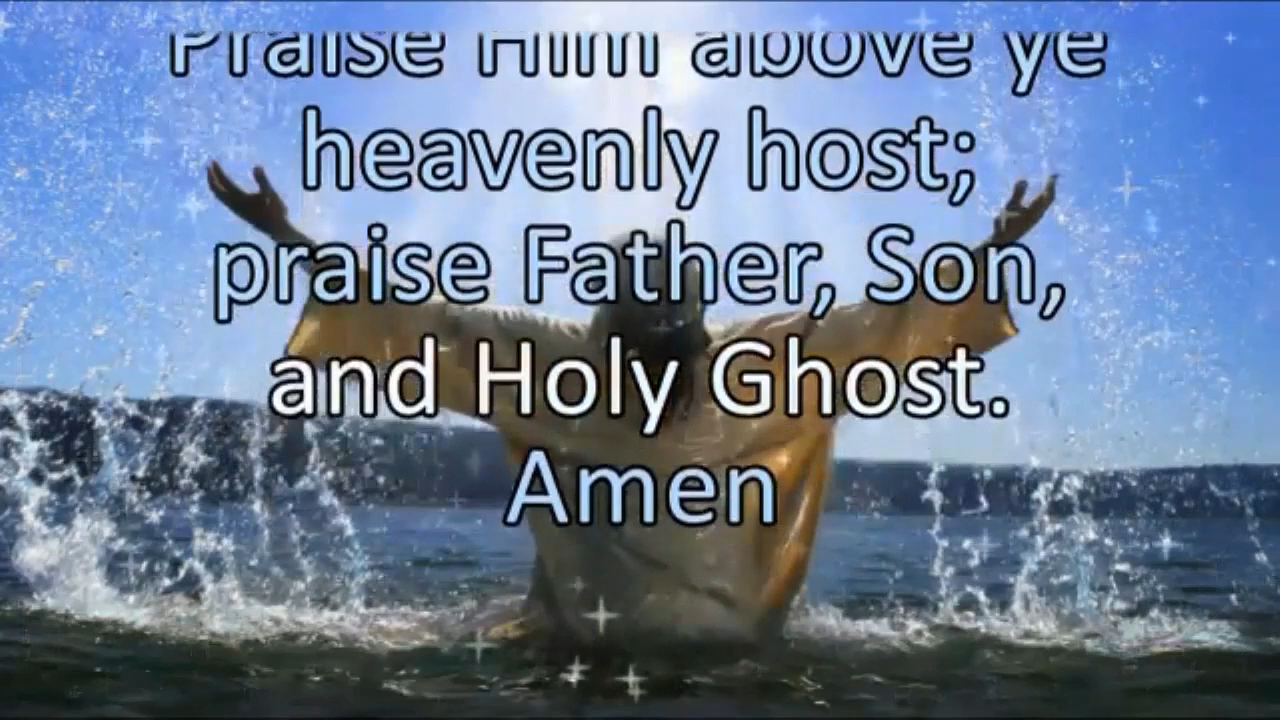 Praise Him above ye
heavenly host;
praise Father, Son,
and Holy Ghost.
Amen